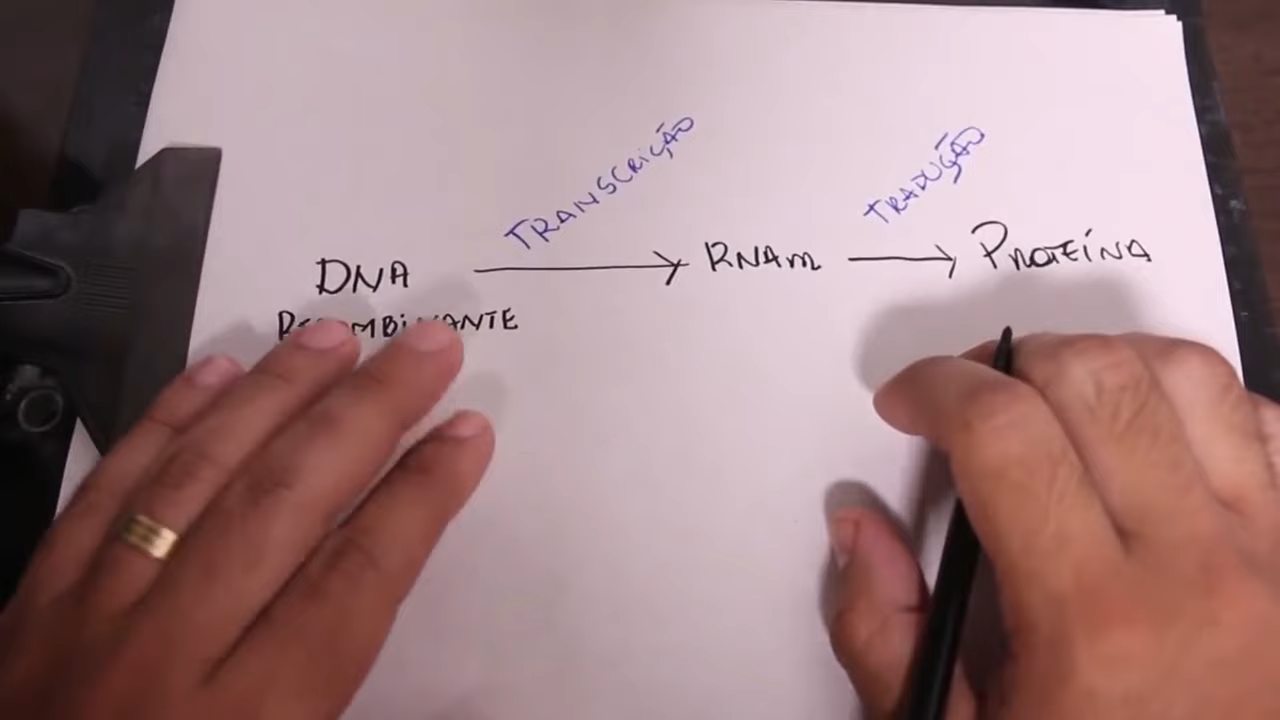 TRANSCRIÇÃO
TRADUÇÃO
DNA → RNAm → PROTEÍNA